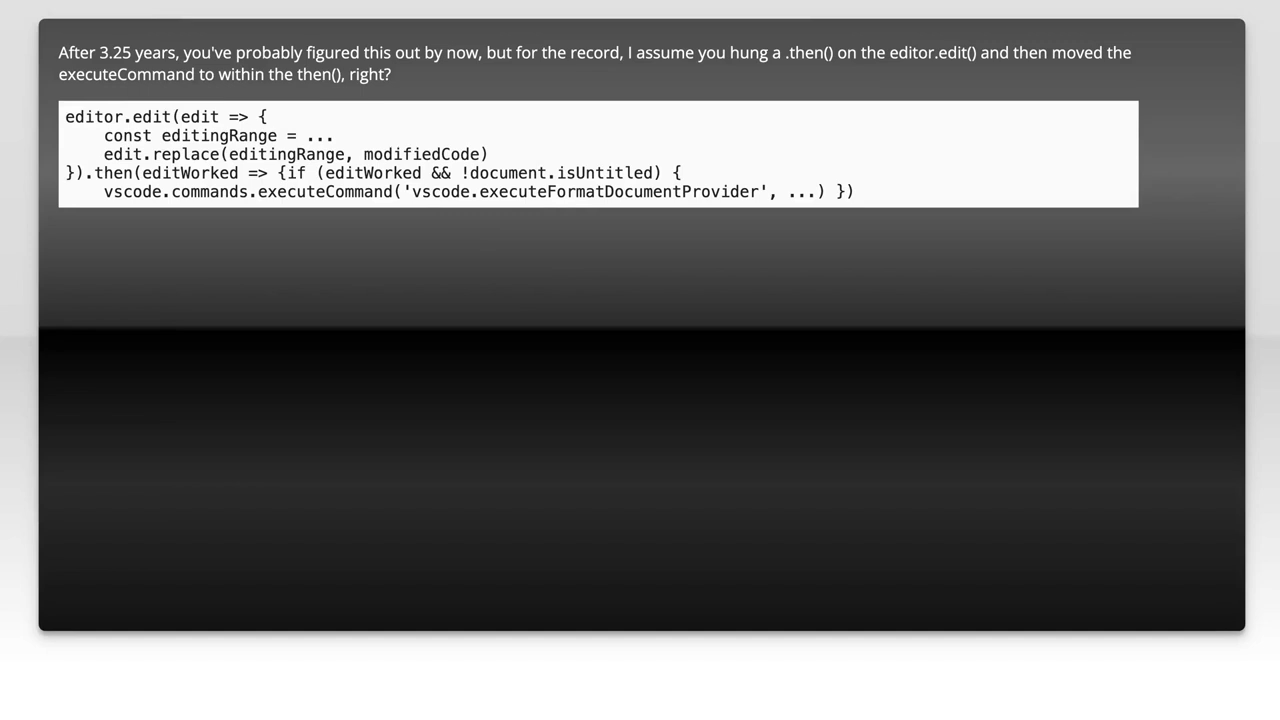 After 3.25 years, you've probably figured this out by now, but for the record, I assume you hung a .then() on the editor.edit() and then moved the
executeCommand to within the then(), right?
editor.edit(edit => {
    const editingRange = ...
    edit.replace(editingRange, modifiedCode)
}).then(editWorked => {if (editWorked && !document.isUntitled) {
    vscode.commands.executeCommand('vscode.executeFormatDocumentProvider', ...) })